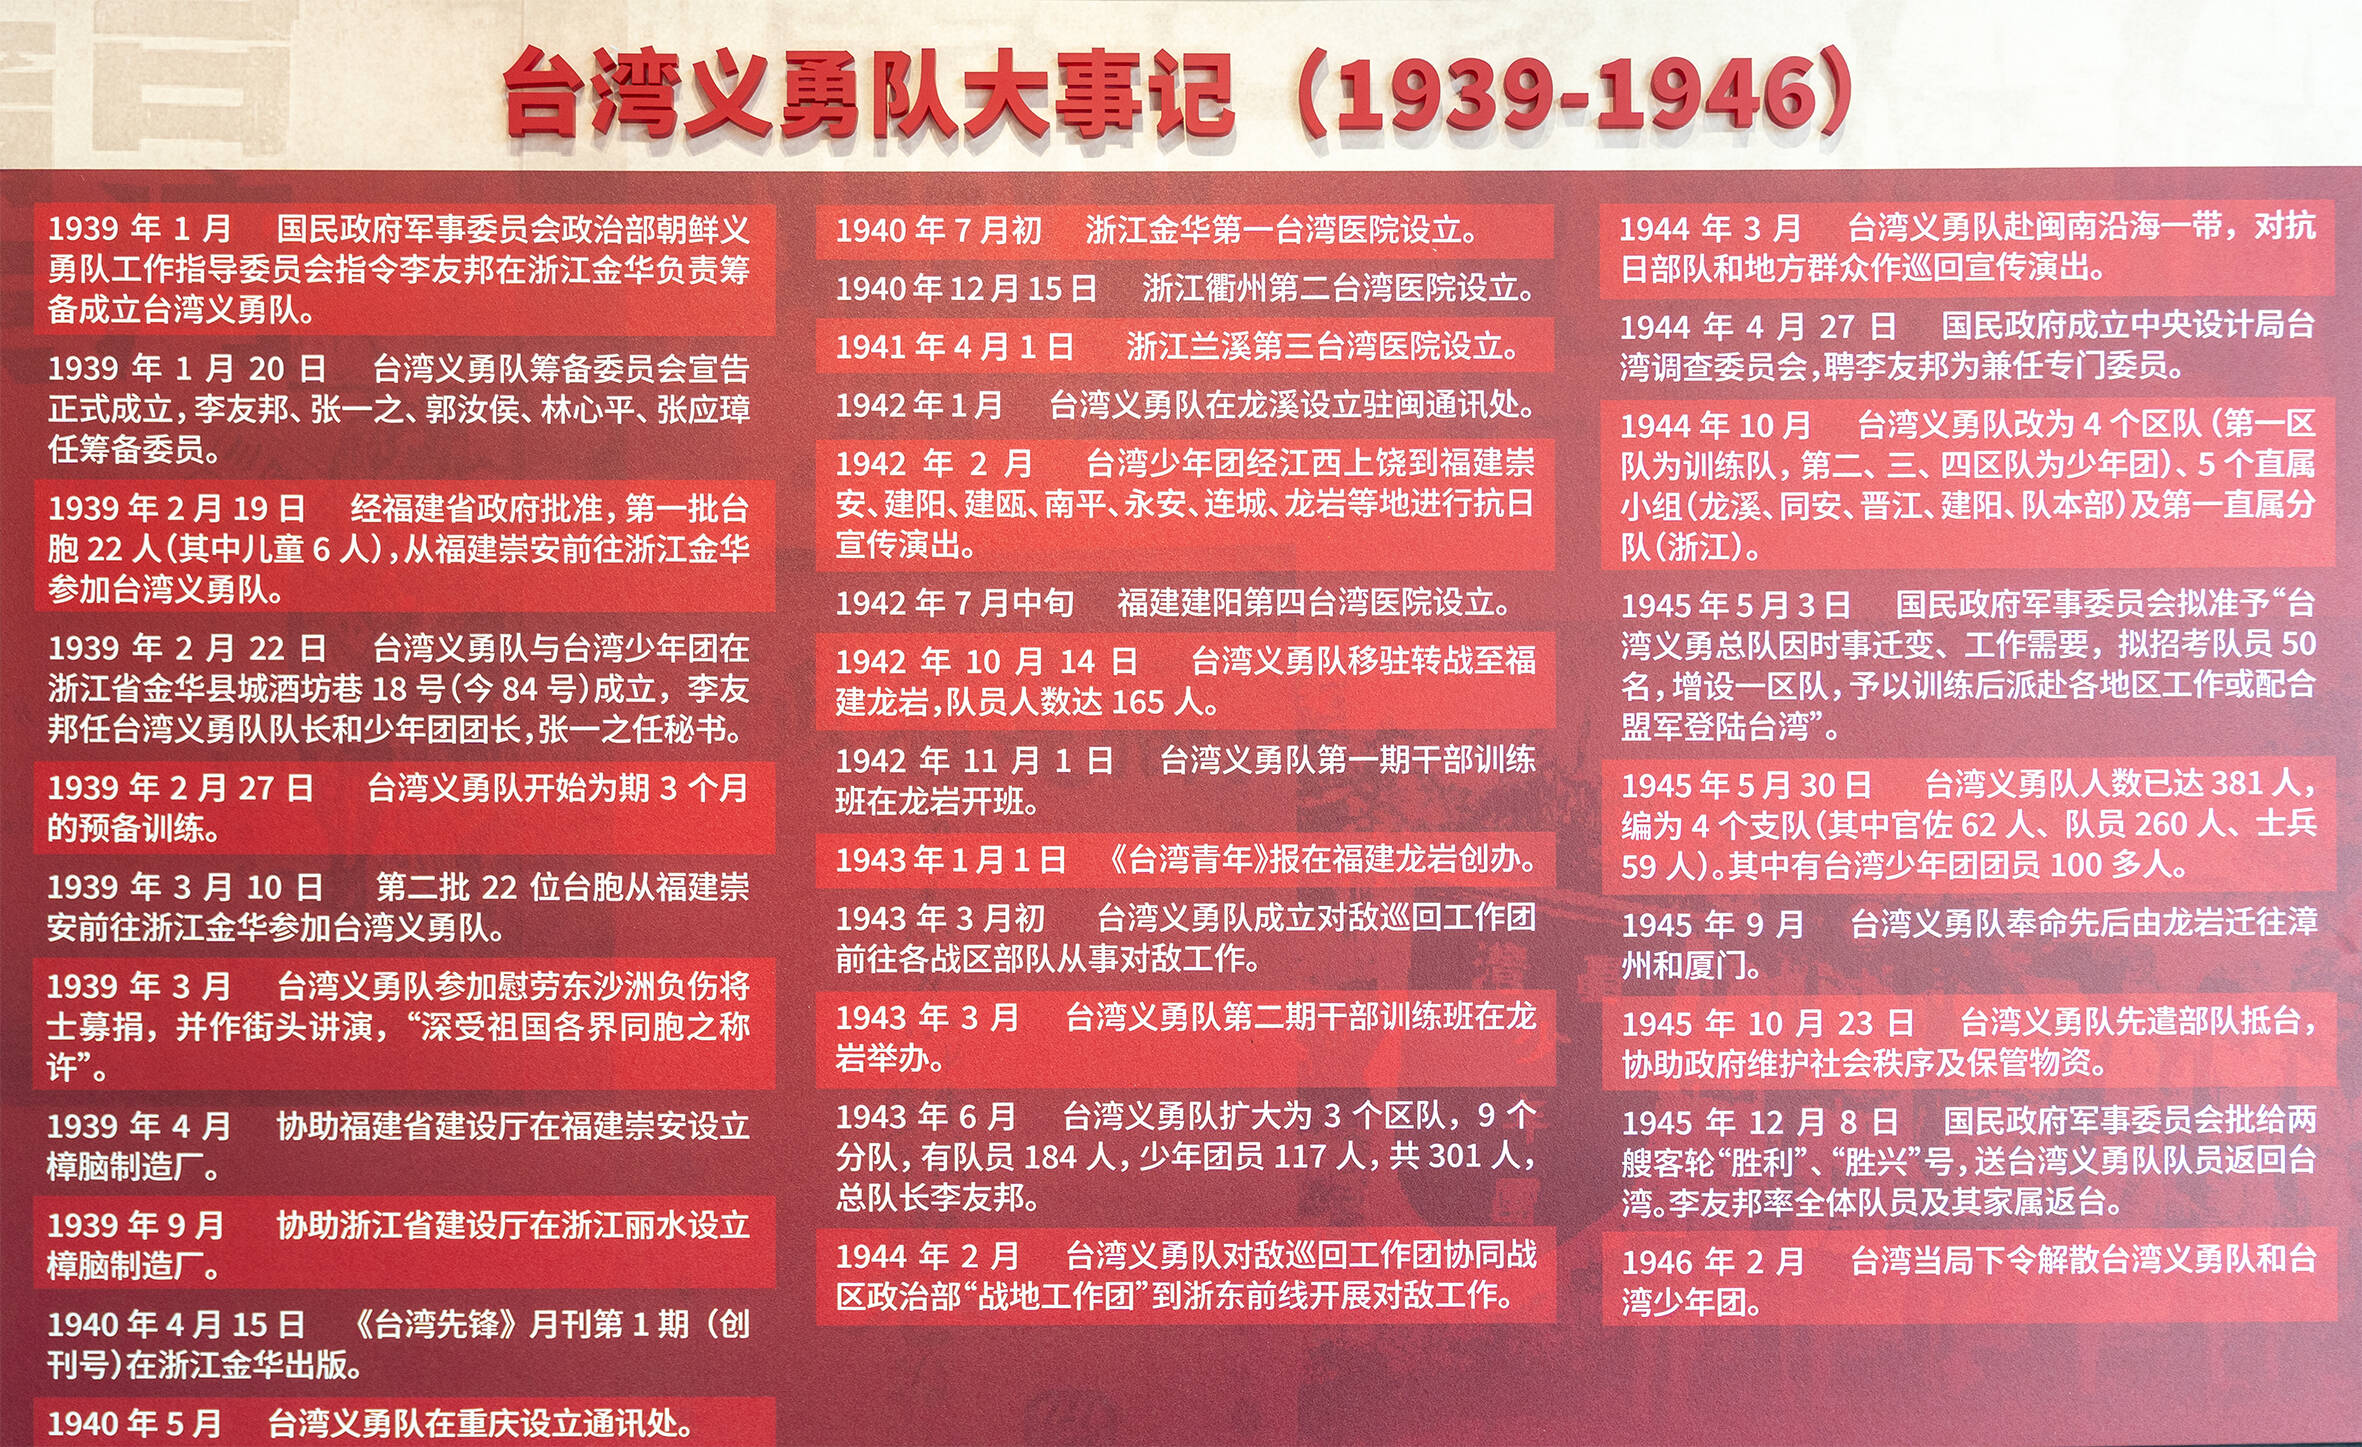 台湾义勇队大事记（1939-1946）
1939 年 1 月 国民政府军事委员会政治部朝鲜义
勇队工作指导委员会指令李友邦在浙江金华负责筹
备成立台湾义勇队。
1939 年 1 月 20 日 台湾义勇队筹备委员会宣告
正式成立，李友邦、张一之、郭汝侯、林心平、张应璋
任筹备委员。
1939 年 2 月 19 日 经福建省政府批准，第一批台
胞 22 人（其中儿童 6 人），从福建崇安前往浙江金华
参加台湾义勇队。
1939 年 2 月 22 日 台湾义勇队与台湾少年团在
浙江省金华县城酒坊巷 18 号（今 84 号）成立，李友
邦任台湾义勇队队长和少年团团长，张一之任秘书。
1939 年 2 月 27 日 台湾义勇队开始为期 3 个月
的预备训练。
1939 年 3 月 10 日 第二批 22 位台胞从福建崇
安前往浙江金华参加台湾义勇队。
1939 年 3 月 台湾义勇队参加慰劳东沙洲负伤将
士募捐，并作街头讲演，“深受祖国各界同胞之称
许”。
1939 年 4 月 协助福建省建设厅在福建崇安设立
樟脑制造厂。
1939 年 9 月 协助浙江省建设厅在浙江丽水设立
樟脑制造厂。
1940 年 4 月 15 日 《台湾先锋》月刊第 1 期（创
刊号）在浙江金华出版。
1940 年 5 月 台湾义勇队在重庆设立通讯处。
1940 年 7 月初 浙江金华第一台湾医院设立。
1940 年 12 月 15 日 浙江衢州第二台湾医院设立。
1941 年 4 月 1 日 浙江兰溪第三台湾医院设立。
1942 年 1 月 台湾义勇队在龙溪设立驻闽通讯处。
1942 年 2 月 台湾少年团经江西上饶到福建崇
安、建阳、建瓯、南平、永安、连城、龙岩等地进行抗日
宣传演出。
1942 年 7 月中旬 福建建阳第四台湾医院设立。
1942 年 10 月 14 日 台湾义勇队移驻转战至福
建龙岩，队员人数达 165 人。
1942 年 11 月 1 日 台湾义勇队第一期干部训练
班在龙岩开班。
1943 年 1 月 1 日 《台湾青年》报在福建龙岩创办。
1943 年 3 月初 台湾义勇队成立对敌巡回工作团
前往各战区部队从事对敌工作。
1943 年 3 月 台湾义勇队第二期干部训练班在龙
岩举办。
1943 年 6 月 台湾义勇队扩大为 3 个区队，9 个
分队，有队员 184 人，少年团员 117 人，共 301 人，
总队长李友邦。
1944 年 2 月 台湾义勇队对敌巡回工作团协同战
区政治部“战地工作团”到浙东前线开展对敌工作。
1944 年 3 月 台湾义勇队赴闽南沿海一带，对抗
日部队和地方群众作巡回宣传演出。
1944 年 4 月 27 日 国民政府成立中央设计局台
湾调查委员会，聘李友邦为兼任专门委员。
1944 年 10 月 台湾义勇队改为 4 个区队（第一区
队为训练队，第二、三、四区队为少年团）、5 个直属
小组（龙溪、同安、晋江、建阳、队本部）及第一直属分
队（浙江）。
1945 年 5 月 3 日 国民政府军事委员会拟准予“台
湾义勇总队因时事迁变、工作需要，拟招考队员 50
名，增设一区队，予以训练后派赴各地区工作或配合
盟军登陆台湾”。
1945 年 5 月 30 日 台湾义勇队人数已达 381 人，
编为 4 个支队（其中官佐 62 人、队员 260 人、士兵
59 人）。其中有台湾少年团团员 100 多人。
1945 年 9 月 台湾义勇队奉命先后由龙岩迁往漳
州和厦门。
1945 年 10 月 23 日 台湾义勇队先遣部队抵台，
协助政府维护社会秩序及保管物资。
1945 年 12 月 8 日 国民政府军事委员会批给两
艘客轮“胜利”、“胜兴”号，送台湾义勇队队员返回台
湾。李友邦率全体队员及其家属返台。
1946 年 2 月 台湾当局下令解散台湾义勇队和台
湾少年团。